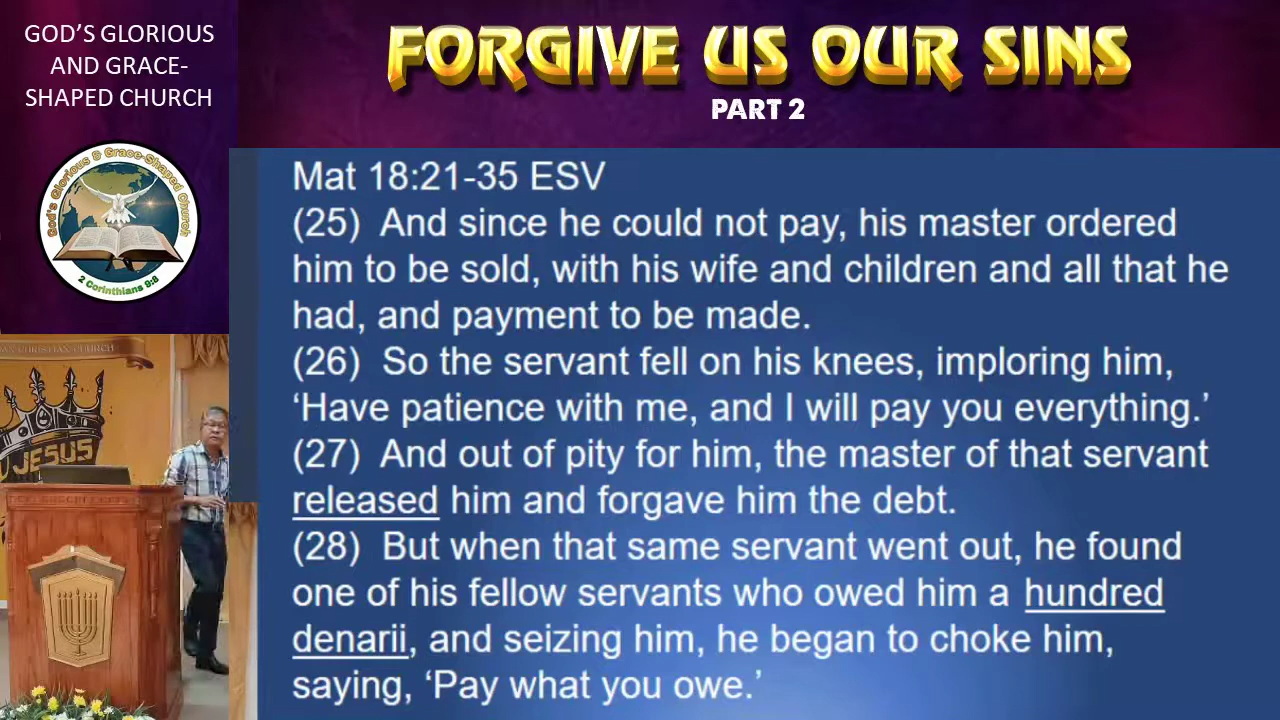 GOD’S GLORIOUS
AND GRACE-
SHAPED CHURCH
God's Glorious & Grace-Shaped Church
2 Corinthians 9:8
FORGIVE US OUR SINS
PART 2
Mat 18:21-35 ESV
(25) And since he could not pay, his master ordered
him to be sold, with his wife and children and all that he
had, and payment to be made.
(26) So the servant fell on his knees, imploring him,
‘Have patience with me, and I will pay you everything.’
(27) And out of pity for him, the master of that servant
released him and forgave him the debt.
(28) But when that same servant went out, he found
one of his fellow servants who owed him a hundred
denarii, and seizing him, he began to choke him,
saying, ‘Pay what you owe.’
CHRISTIAN CHURCH
JESUS